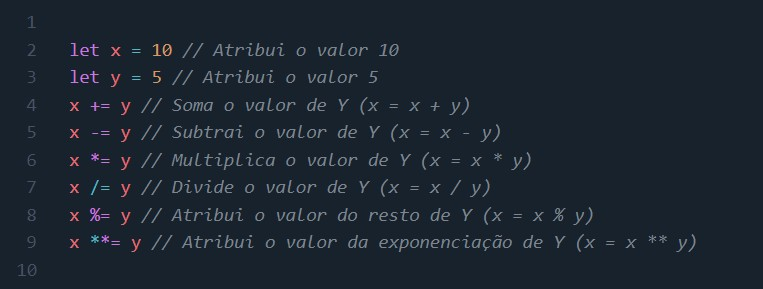 1
2 let x = 10 // Atribui o valor 10
3 let y = 5 // Atribui o valor 5
4 x += y // Soma o valor de Y (x = x + y)
5 x -= y // Subtrai o valor de Y (x = x - y)
6 x *= y // Multiplica o valor de Y (x = x * y)
7 x /= y // Divide o valor de Y (x = x / y)
8 x %= y // Atribui o valor do resto de Y (x = x % y)
9 x **= y // Atribui o valor da exponenciação de Y (x = x ** y)
10